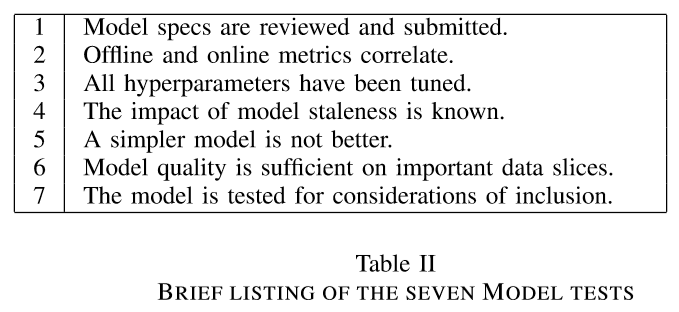 1 Model specs are reviewed and submitted.
2 Offline and online metrics correlate.
3 All hyperparameters have been tuned.
4 The impact of model staleness is known.
5 A simpler model is not better.
6 Model quality is sufficient on important data slices.
7 The model is tested for considerations of inclusion.
Table II
BRIEF LISTING OF THE SEVEN MODEL TESTS